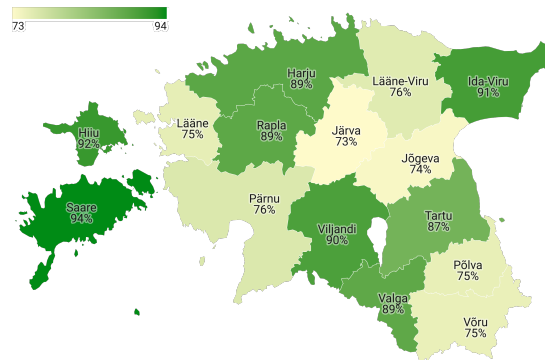 73
94
Harju
89%
Lääne-Viru
76%
Ida-Viru
91%
Hiiu
92%
Lääne
75%
Rapla
89%
Järva
73%
Jõgeva
74%
Saare
94%
Pärnu
76%
Viljandi
90%
Tartu
87%
Põlva
75%
Valga
89%
Võru
75%